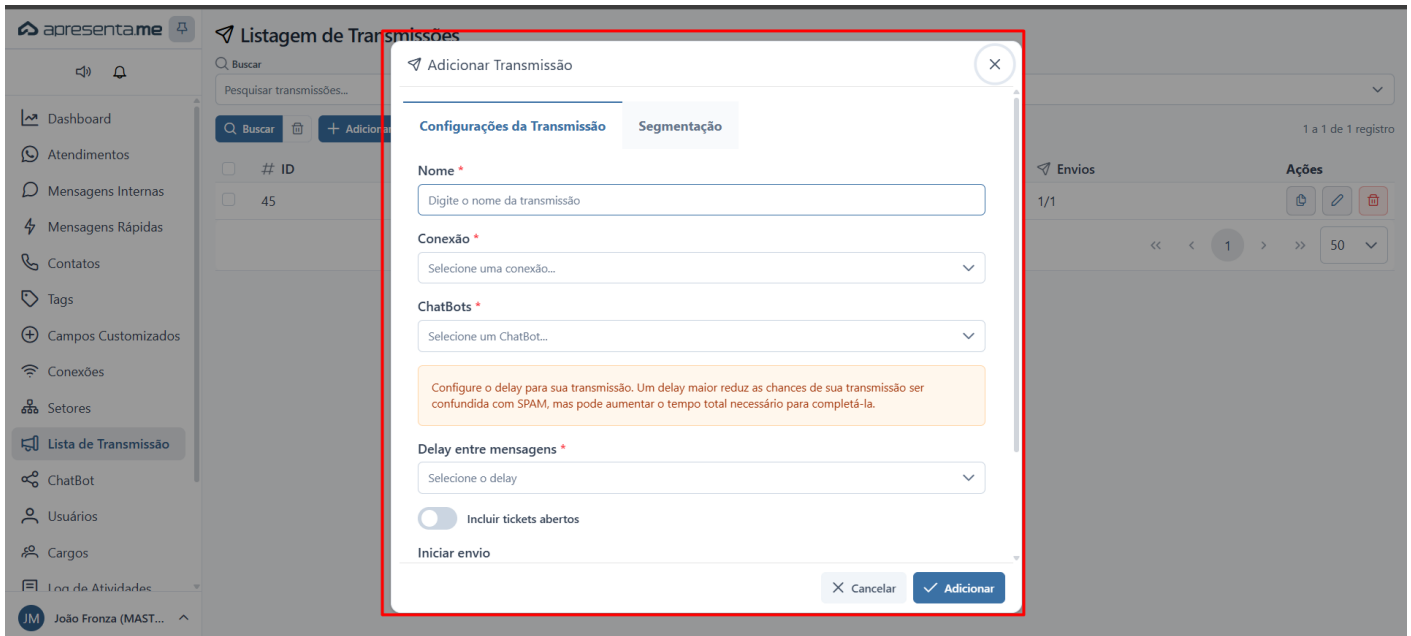 apresenta.me
Listagem de Transmissões
Buscar
Pesquisar transmissões...
Buscar
Adicionar
1 a 1 de 1 registro
# ID
Envios
Ações
45
1/1
1
50
Dashboard
Atendimentos
Mensagens Internas
Mensagens Rápidas
Contatos
Tags
Campos Customizados
Conexões
Setores
Lista de Transmissão
ChatBot
Usuários
Cargos
Log de Atividades
JM
João Fronza (MAST...
Adicionar Transmissão
Configurações da Transmissão
Segmentação
Nome *
Digite o nome da transmissão
Conexão *
Selecione uma conexão...
ChatBots *
Selecione um ChatBot...
Configure o delay para sua transmissão. Um delay maior reduz as chances de sua transmissão ser
confundida com SPAM, mas pode aumentar o tempo total necessário para completá-la.
Delay entre mensagens *
Selecione o delay
Incluir tickets abertos
Iniciar envio
Cancelar
Adicionar